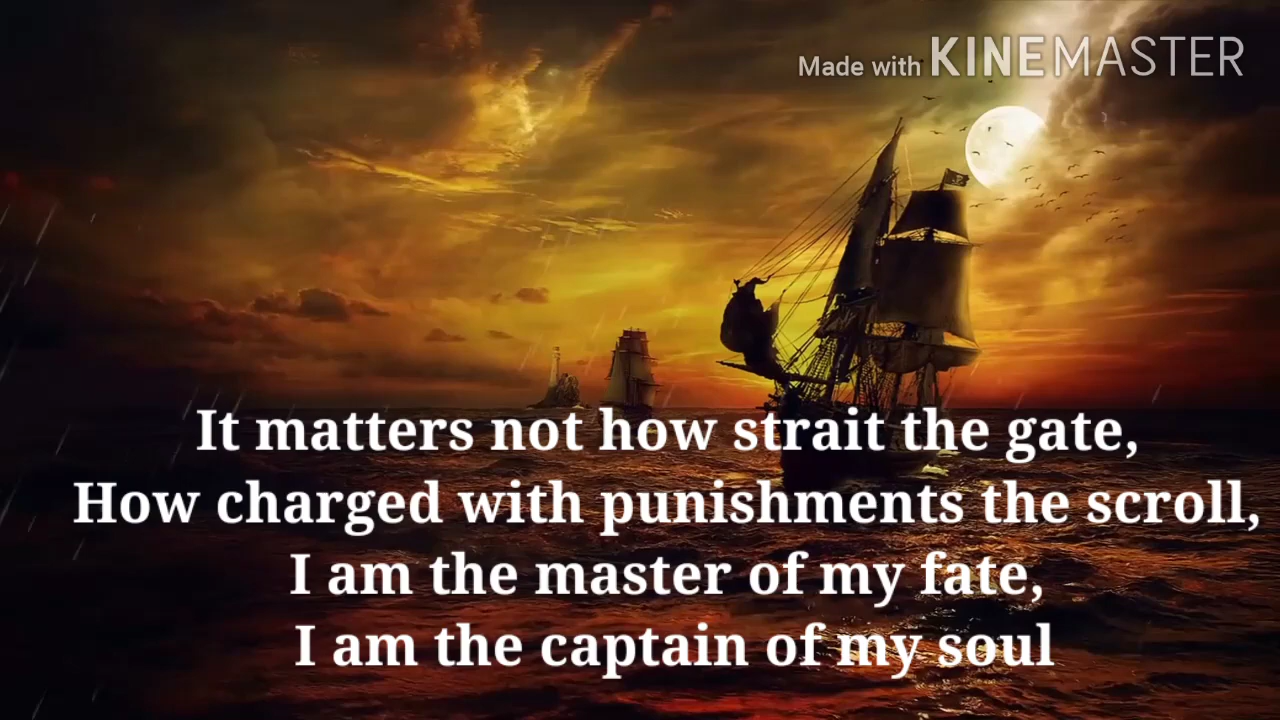 Made with KINEMASTER
It matters not how strait the gate,
How charged with punishments the scroll,
I am the master of my fate,
I am the captain of my soul